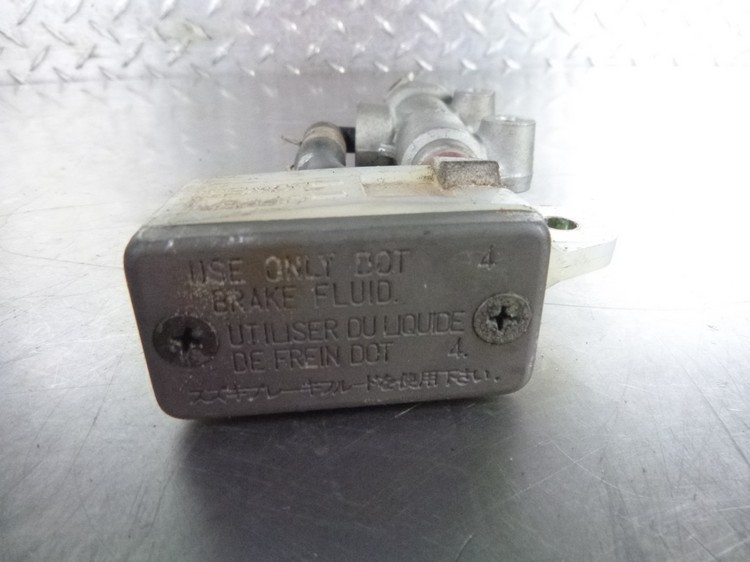 USE ONLY DOT 4
BRAKE FLUID.
UTILISER DU LIQUIDE
DE FREIN DOT 4.
スズキブレーキフルードを使用下さい。